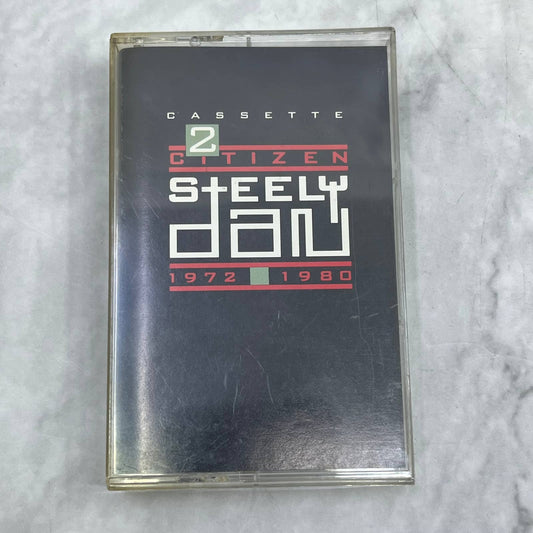 CASSETTE
2
CITIZEN
STEELY
dan
1972 1980